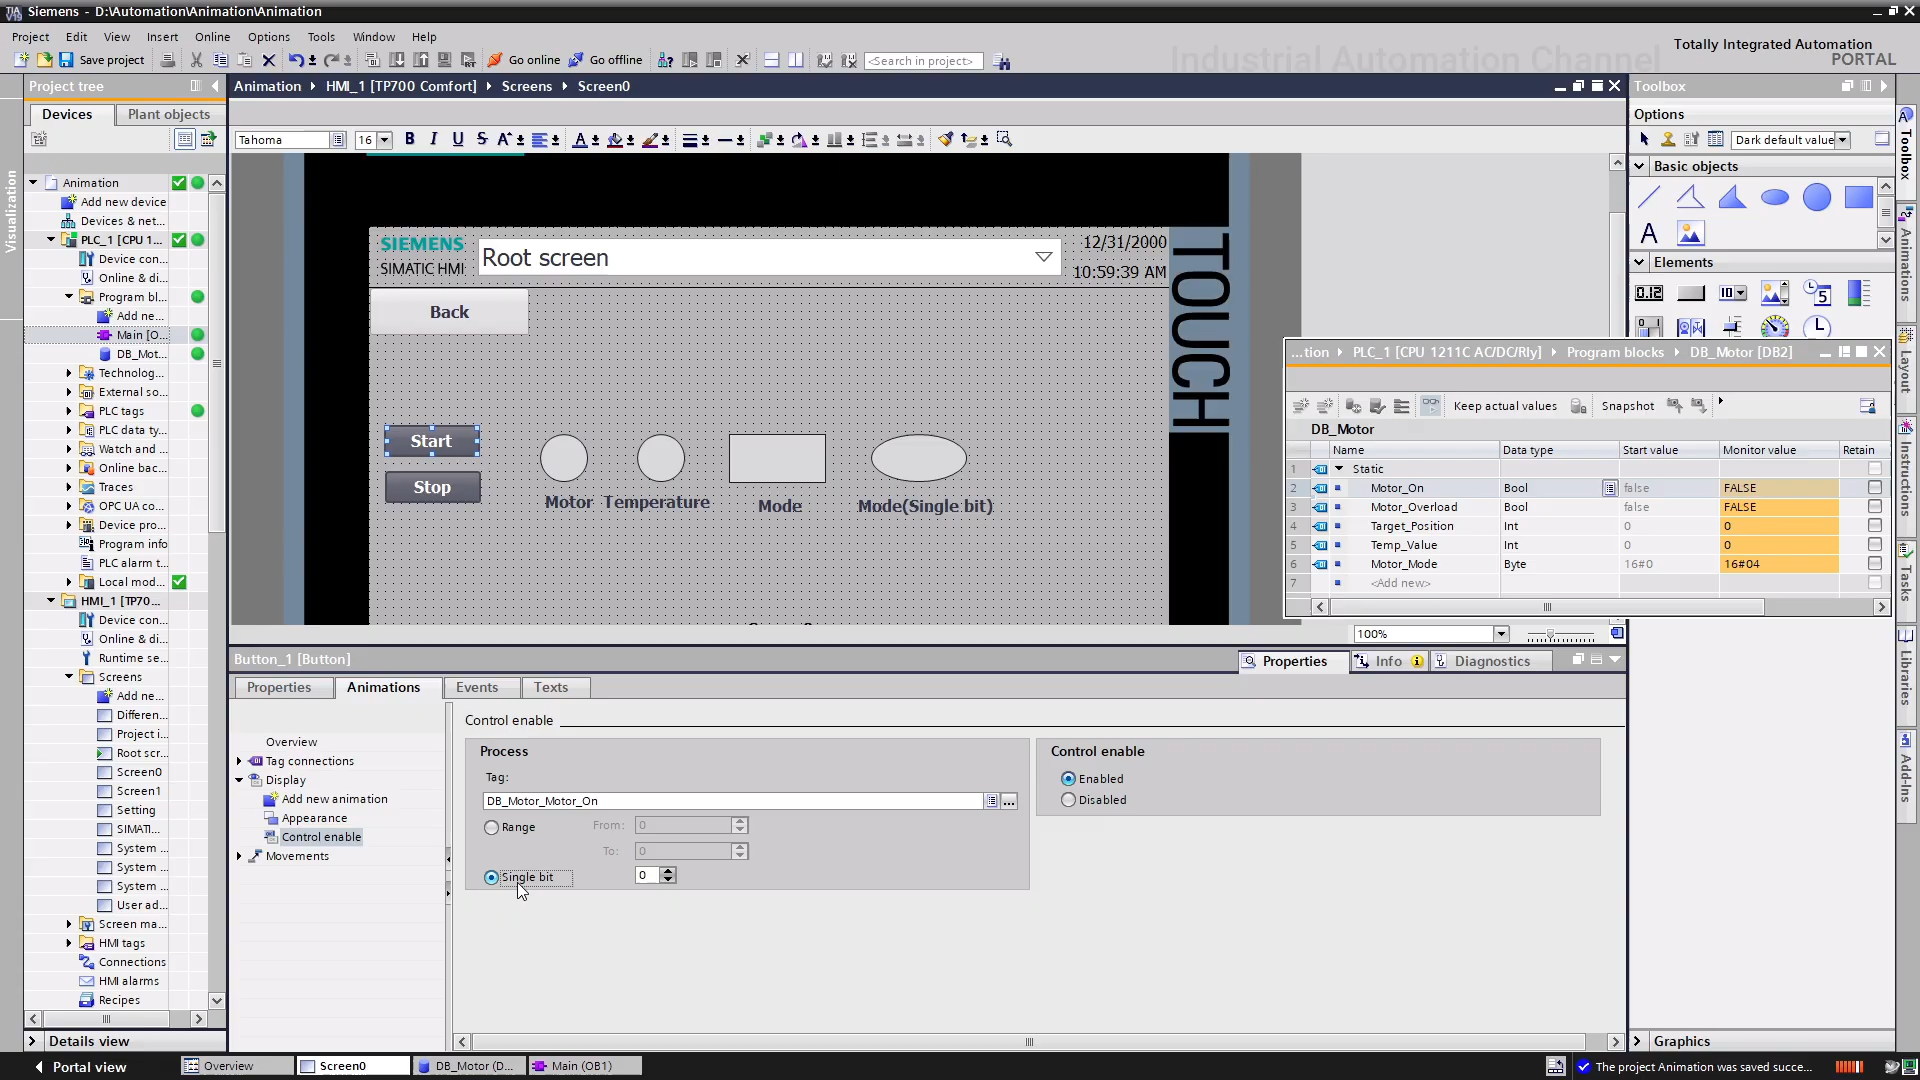 Siemens - D:\Automation\Animation\Animation
Project Edit View Insert Online Options Tools Window Help
Industrial Automation Channel
Totally Integrated Automation
PORTAL
Save project
Go online
Go offline
<Search in project>
Project tree
Animation HMI_1 [TP700 Comfort] Screens Screen0
Toolbox
Devices
Plant objects
Visualization
Animation
Add new device
Devices & net...
PLC_1 [CPU 1...
Device con...
Online & di...
Program bl...
Add ne...
Main [O...
DB_Mot...
Technolog...
External so...
PLC tags
PLC data ty...
Watch and ...
Online bac...
Traces
OPC UA co...
Device pro...
Program info
PLC alarm t...
Local mod...
HMI_1 [TP70...
Device con...
Online & di...
Runtime se...
Screens
Add ne...
Differen...
Project i...
Root scr...
Screen0
Screen1
Setting
SIMATI...
System ...
System ...
System ...
User ad...
Screen ma...
HMI tags
Connections
HMI alarms
Recipes
Details view
Tahoma
16
B I U S A
SIEMENS
SIMATIC HMI
Root screen
12/31/2000
10:59:39 AM
TOUCH
Back
Start
Stop
Motor
Temperature
Mode
Mode(Single bit)
100%
Options
Dark default value
Basic objects
A
Elements
0.12
10
5
Toolbox
Animations
Layout
Instructions
Tasks
Libraries
Add-Ins
...tion PLC_1 [CPU 1211C AC/DC/Rly] Program blocks DB_Motor [DB2]
Keep actual values
Snapshot
DB_Motor
Name Data type Start value Monitor value Retain
1 Static
2 Motor_On Bool false FALSE
3 Motor_Overload Bool false FALSE
4 Target_Position Int 0 0
5 Temp_Value Int 0 0
6 Motor_Mode Byte 16#0 16#04
7 <Add new>
Button_1 [Button]
Properties
Info
Diagnostics
Properties
Animations
Events
Texts
Overview
Tag connections
Display
Add new animation
Appearance
Control enable
Movements
Control enable
Process
Tag:
DB_Motor_Motor_On
...
Range
From: 0
To: 0
Single bit
0
Control enable
Enabled
Disabled
Graphics
Portal view
Overview
Screen0
DB_Motor (D...
Main (OB1)
The project Animation was saved succe...